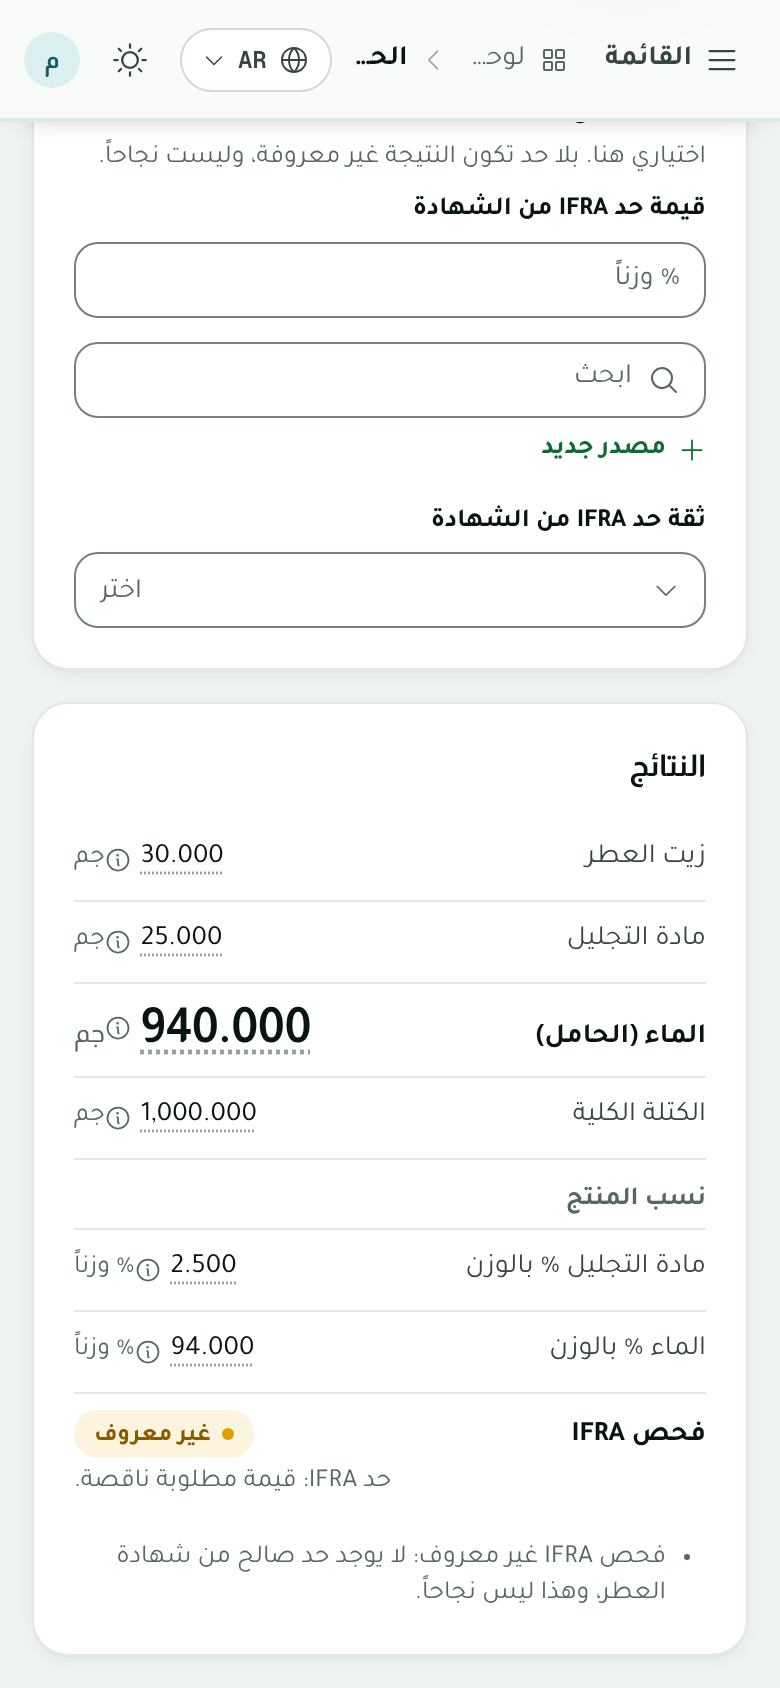 القائمة
لوحـ...
الحـ...
AR
م
اختياري هنا. بلا حد تكون النتيجة غير معروفة، وليست نجاحاً.
قيمة حد IFRA من الشهادة
% وزناً
ابحث
مصدر جديد
ثقة حد IFRA من الشهادة
اختر
النتائج
زيت العطر 30.000 جم
مادة التجليل 25.000 جم
الماء (الحامل) 940.000 جم
الكتلة الكلية 1,000.000 جم
نسب المنتج
مادة التجليل % بالوزن 2.500 % وزناً
الماء % بالوزن 94.000 % وزناً
فحص IFRA غير معروف
حد IFRA: قيمة مطلوبة ناقصة.
• فحص IFRA غير معروف: لا يوجد حد صالح من شهادة
العطر، وهذا ليس نجاحاً.